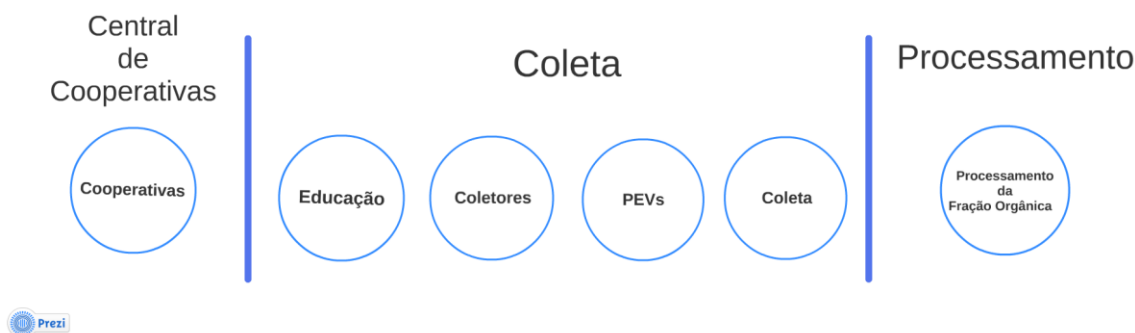 Central
de
Cooperativas
Coleta
Processamento
Cooperativas
Educação
Coletores
PEVs
Coleta
Processamento
da
Fração Orgânica
Prezi